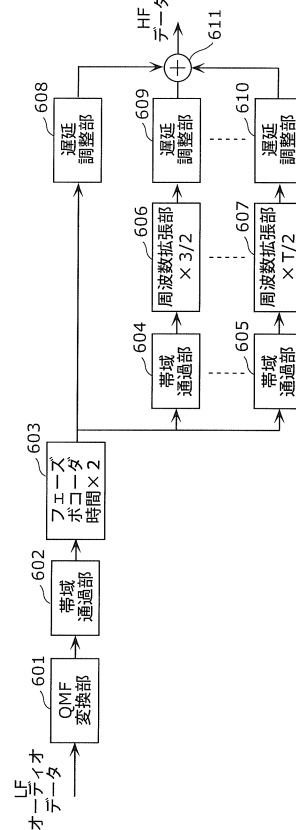 LF
オーディオ
データ
601
QMF
変換部
602
帯域
通過部
603
フェーズ
ボコーダ
時間×2
604
帯域
通過部
605
帯域
通過部
606
周波数拡張部
×3/2
607
周波数拡張部
×T/2
608
遅延
調整部
609
遅延
調整部
610
遅延
調整部
611
HF
データ